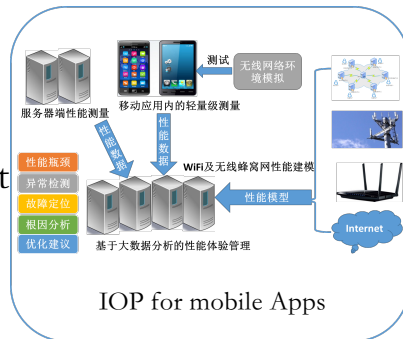 测试
无线网络环
境模拟
服务器端性能测量
移动应用内的轻量级测量
性能数据
性能数据
WiFi及无线蜂窝网性能建模
t
性能瓶颈
异常检测
故障定位
根因分析
优化建议
性能模型
Internet
基于大数据分析的性能体验管理
IOP for mobile Apps